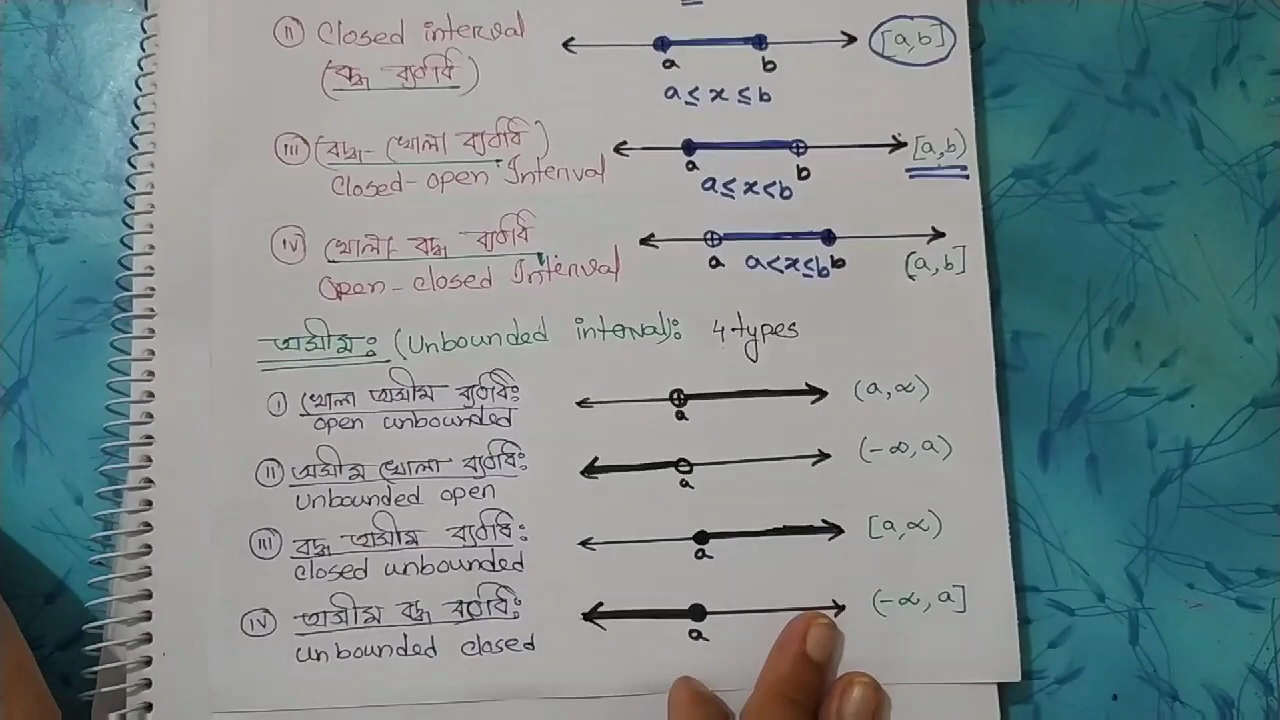 ii Closed interval [a,b]
(বদ্ধ ব্যবধি) a b
a ≤ x ≤ b
iii (বদ্ধ-খোলা ব্যবধি) [a,b)
Closed-open Interval a b
a ≤ x < b
iv খোলা বদ্ধ ব্যবধি
Open-closed Interval a a<x≤b b (a,b]
অসীম: (Unbounded interval): 4 types
i খোলা অসীম ব্যবধি: (a,∞)
open unbounded a
ii অসীম খোলা ব্যবধি: (-∞,a)
unbounded open a
iii বদ্ধ অসীম ব্যবধি: [a,∞)
closed unbounded a
iv অসীম বদ্ধ ব্যবধি: (-∞,a]
unbounded closed a